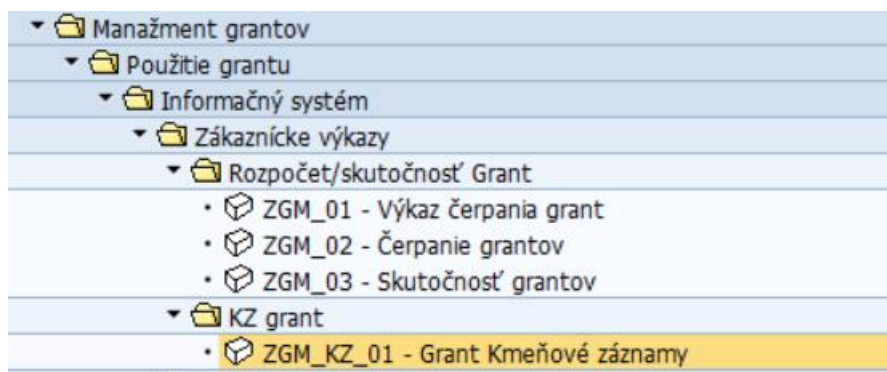 Manažment grantov
Použitie grantu
Informačný systém
Zákaznícke výkazy
Rozpočet/skutočnosť Grant
ZGM_01 - Výkaz čerpania grant
ZGM_02 - Čerpanie grantov
ZGM_03 - Skutočnosť grantov
KZ grant
ZGM_KZ_01 - Grant Kmeňové záznamy